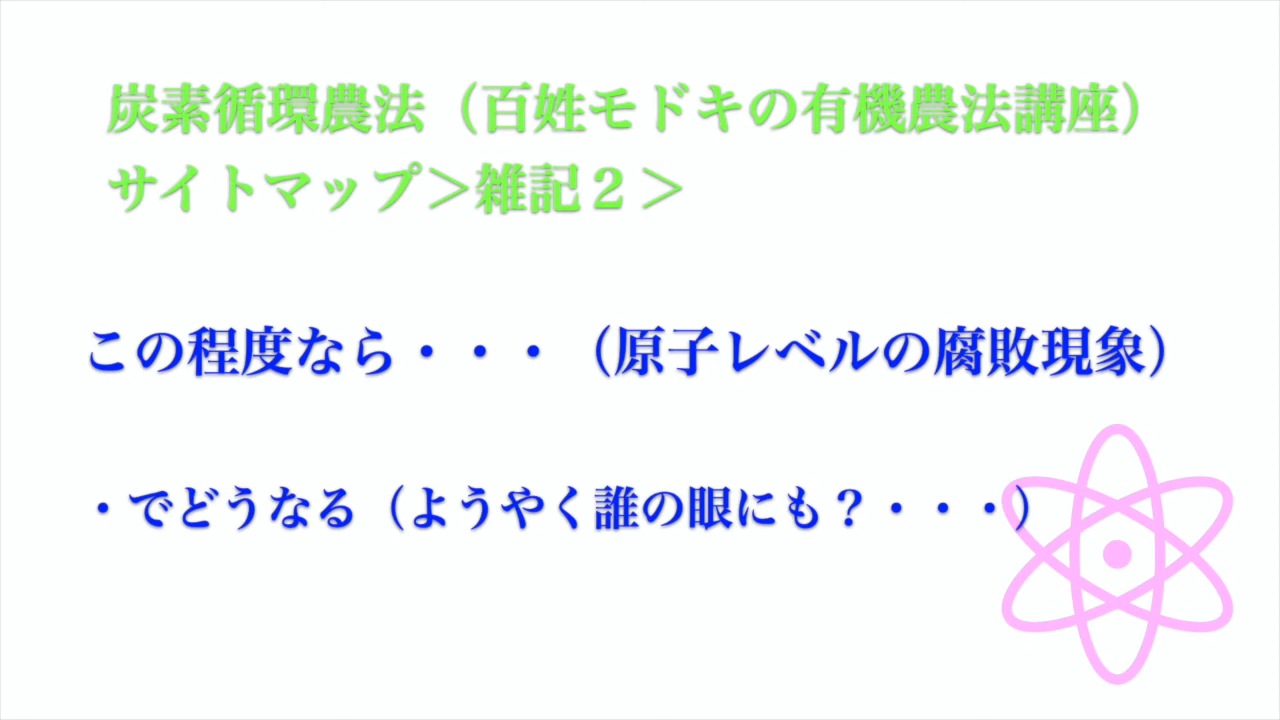 炭素循環農法（百姓モドキの有機農法講座）
サイトマップ＞雑記２＞
この程度なら・・・（原子レベルの腐敗現象）
・でどうなる（ようやく誰の眼にも？・・・）